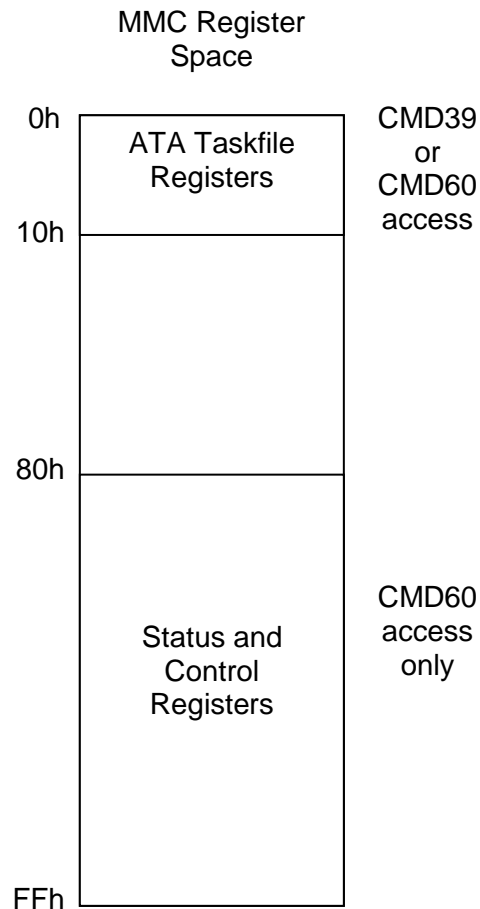 MMC Register
Space
0h
ATA Taskfile
Registers
CMD39
or
CMD60
access
10h
80h
Status and
Control
Registers
CMD60
access
only
FFh